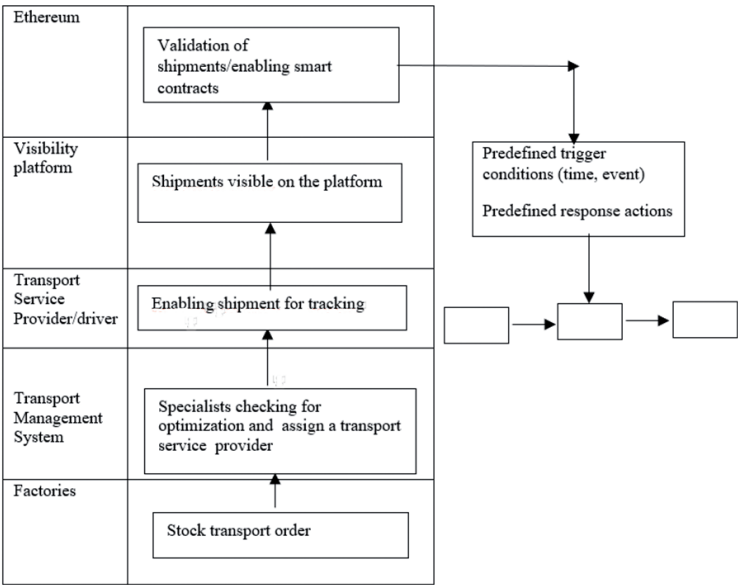 Ethereum
Validation of
shipments/enabling smart
contracts
Visibility
platform
Shipments visible on the platform
Predefined trigger
conditions (time, event)
Predefined response actions
Transport
Service
Provider/driver
Enabling shipment for tracking
Transport
Management
System
Specialists checking for
optimization and assign a transport
service provider
Factories
Stock transport order